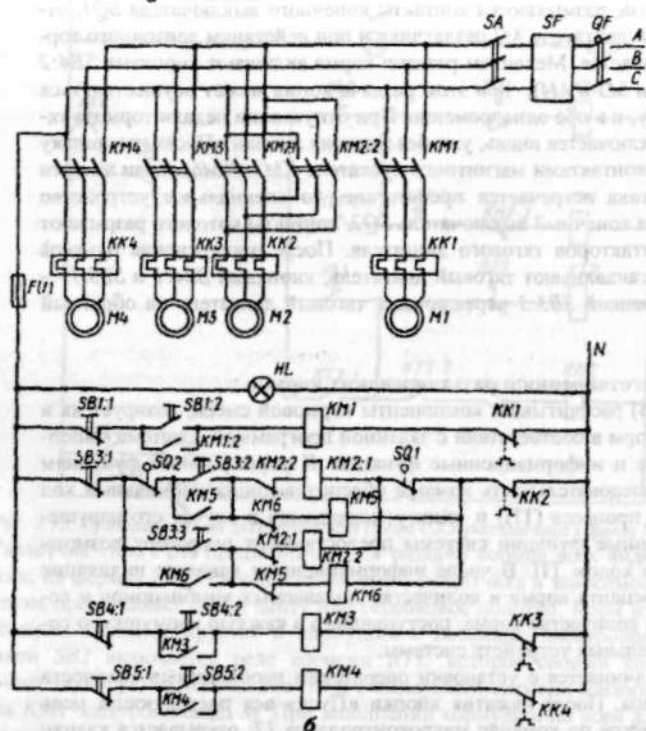 SA SF QF A
B
C
KM4 KM3 KM2:1 KM2:2 KM1
KK4 KK3 KK2 KK1
FU1
M4 M3 M2 M1
N
HL
SB1:1 SB1:2 KM1 KK1
KM1:2
SB3:1 SQ2 SB3:2 KM2:2 KM2:1 SQ1
KM5 KM6 KM5 KK2
SB3:3 KM2:1
KM2:2
KM6 KM5 KM6
SB4:1 SB4:2 KM3 KK3
KM3
SB5:1 SB5:2 KM4
KM4 KK4
б